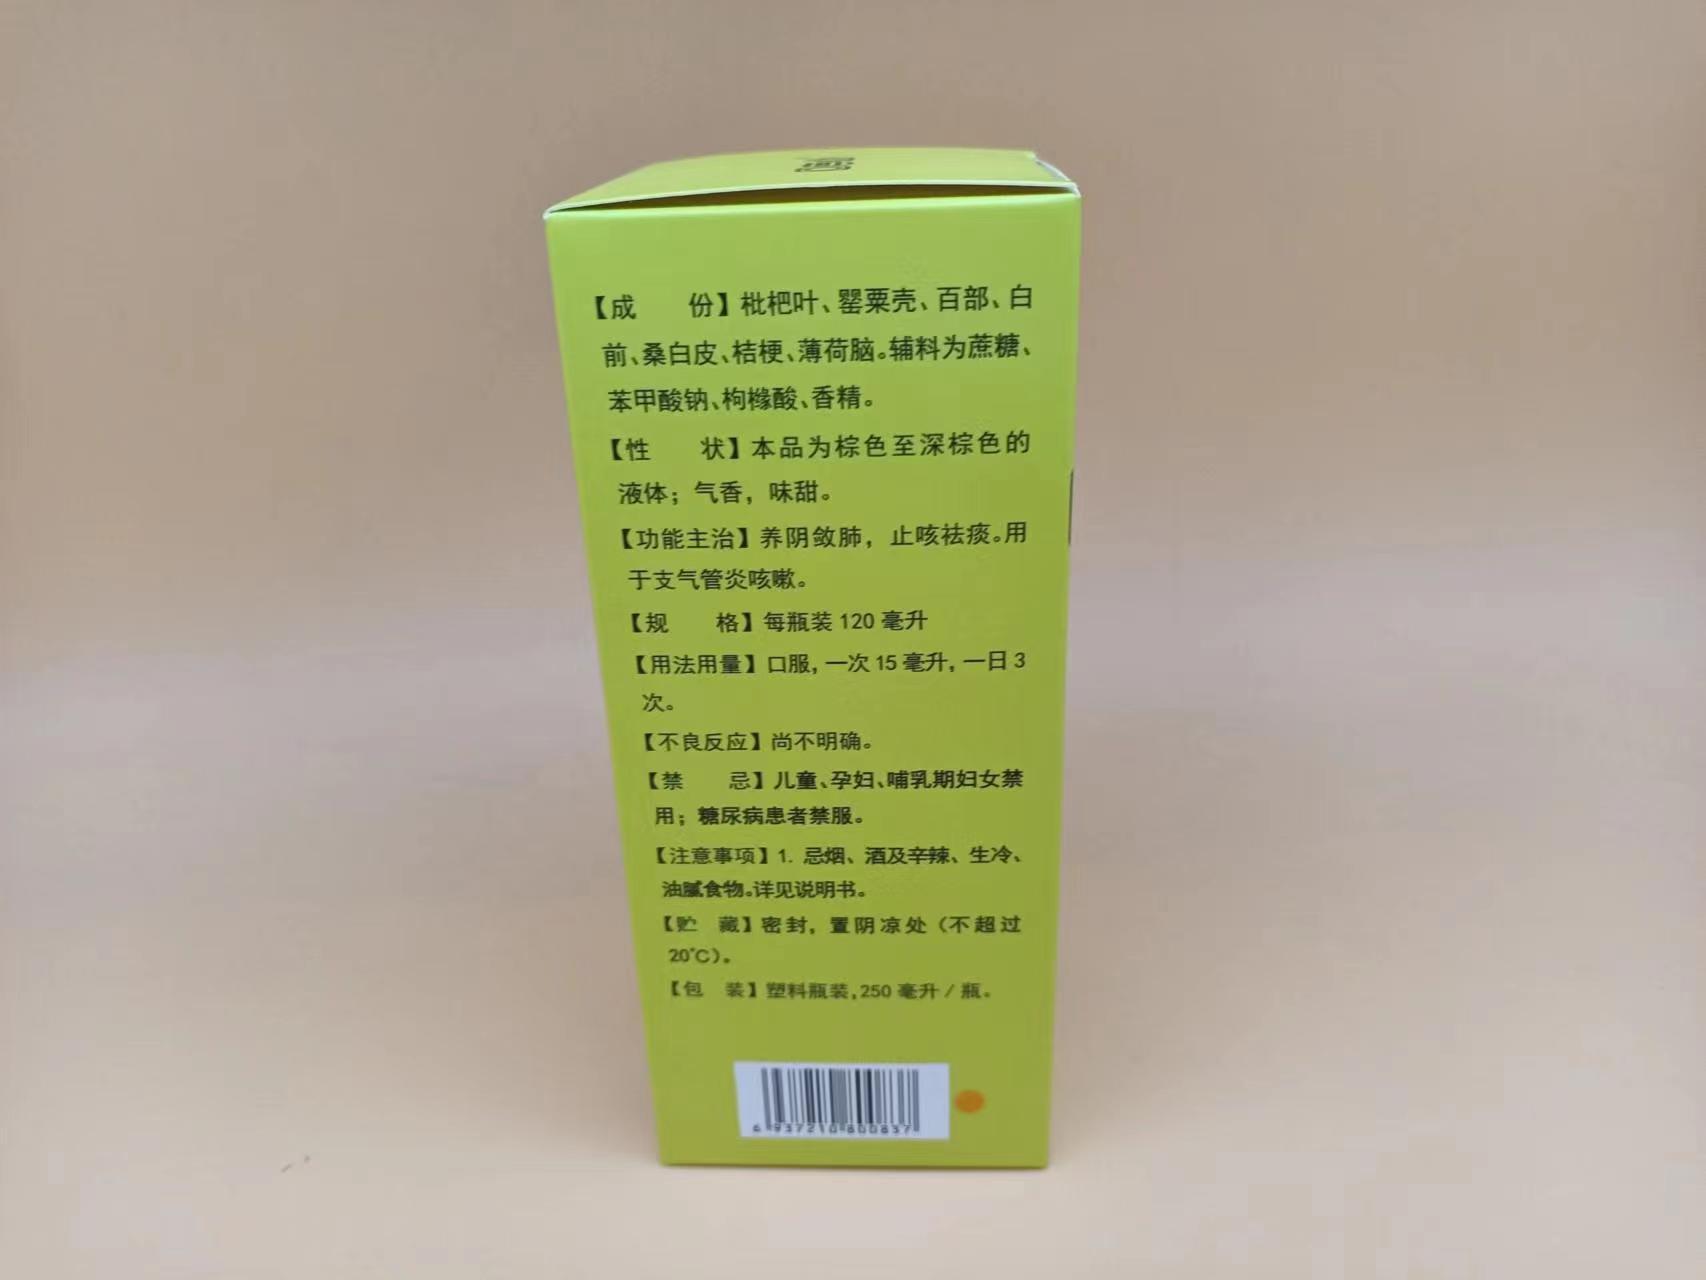 【成　　份】枇杷叶、罂粟壳、百部、白
前、桑白皮、桔梗、薄荷脑。辅料为蔗糖、
苯甲酸钠、枸橼酸、香精。
【性　　状】本品为棕色至深棕色的
液体；气香，味甜。
【功能主治】养阴敛肺，止咳祛痰。用
于支气管炎咳嗽。
【规　　格】每瓶装 120 毫升
【用法用量】口服，一次 15 毫升，一日 3
次。
【不良反应】尚不明确。
【禁　　忌】儿童、孕妇、哺乳期妇女禁
用；糖尿病患者禁服。
【注意事项】1. 忌烟、酒及辛辣、生冷、
油腻食物。详见说明书。
【贮　藏】密封，置阴凉处（不超过
20℃）。
【包　装】塑料瓶装，250 毫升 / 瓶。
6 937210 800837